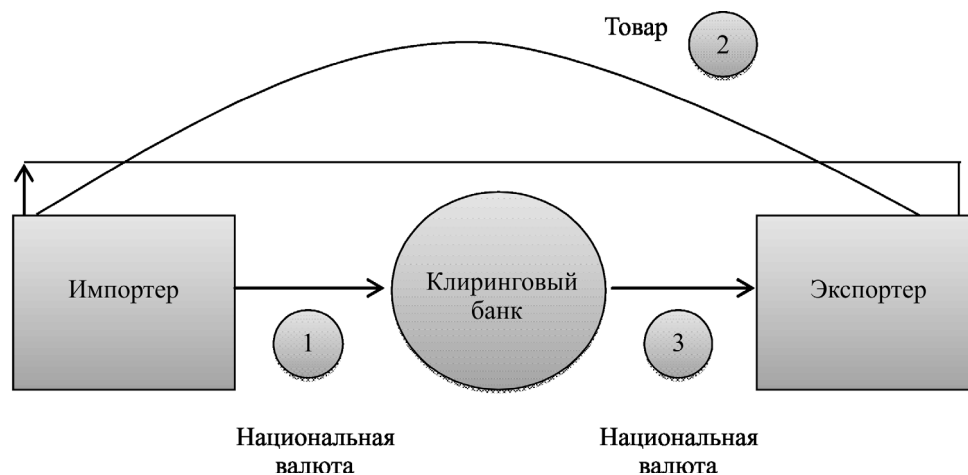 Товар
2
Импортер
Клиринговый
банк
Экспортер
1
3
Национальная
валюта
Национальная
валюта